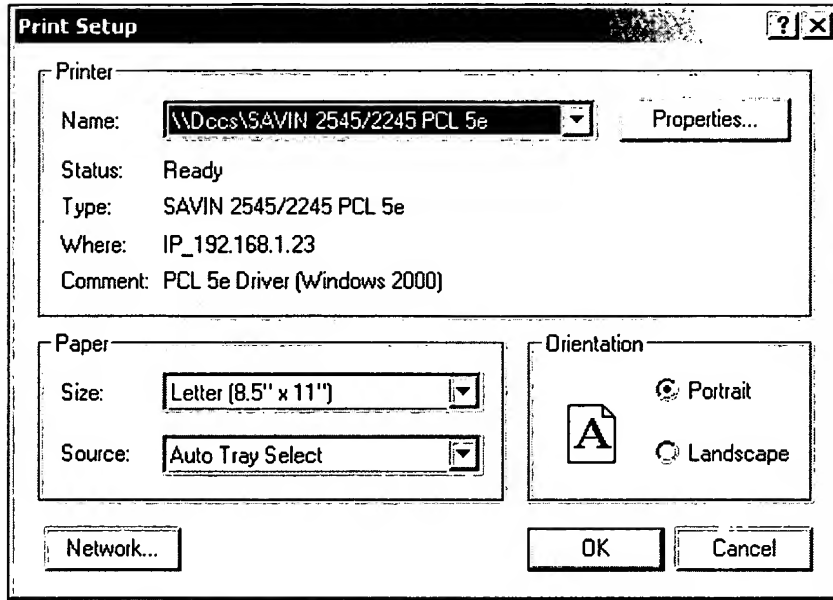 Print Setup
Printer
Name: \\Dccs\SAVIN 2545/2245 PCL 5e Properties...
Status: Ready
Type: SAVIN 2545/2245 PCL 5e
Where: IP_192.168.1.23
Comment: PCL 5e Driver (Windows 2000)
Paper
Size: Letter (8.5" x 11")
Source: Auto Tray Select
Orientation
A
Portrait
Landscape
Network... OK Cancel